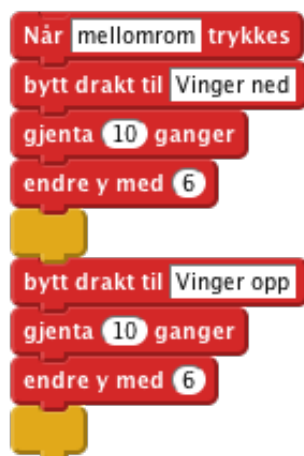 Når mellomrom trykkes
bytt drakt til Vinger ned
gjenta 10 ganger
endre y med 6
bytt drakt til Vinger opp
gjenta 10 ganger
endre y med 6